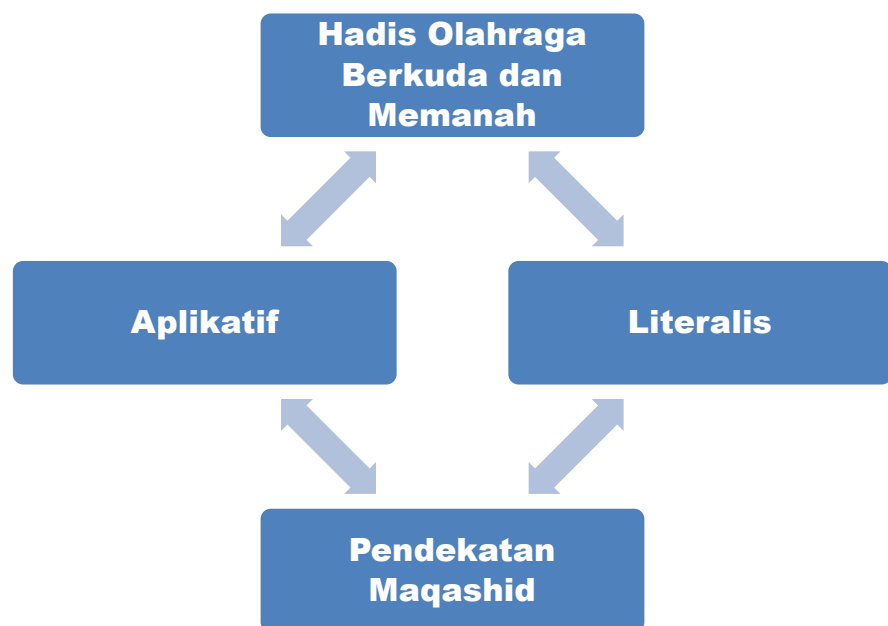 Hadis Olahraga
Berkuda dan
Memanah
Aplikatif
Literalis
Pendekatan
Maqashid